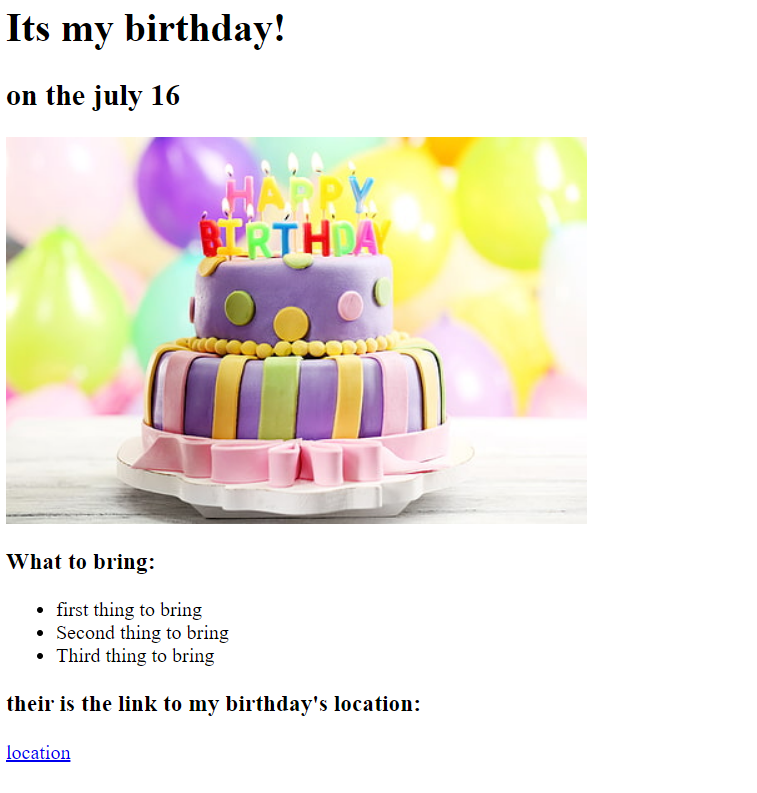 Its my birthday!
on the july 16
HAPPY
BIRTHDAY
What to bring:
first thing to bring
Second thing to bring
Third thing to bring
their is the link to my birthday's location:
location